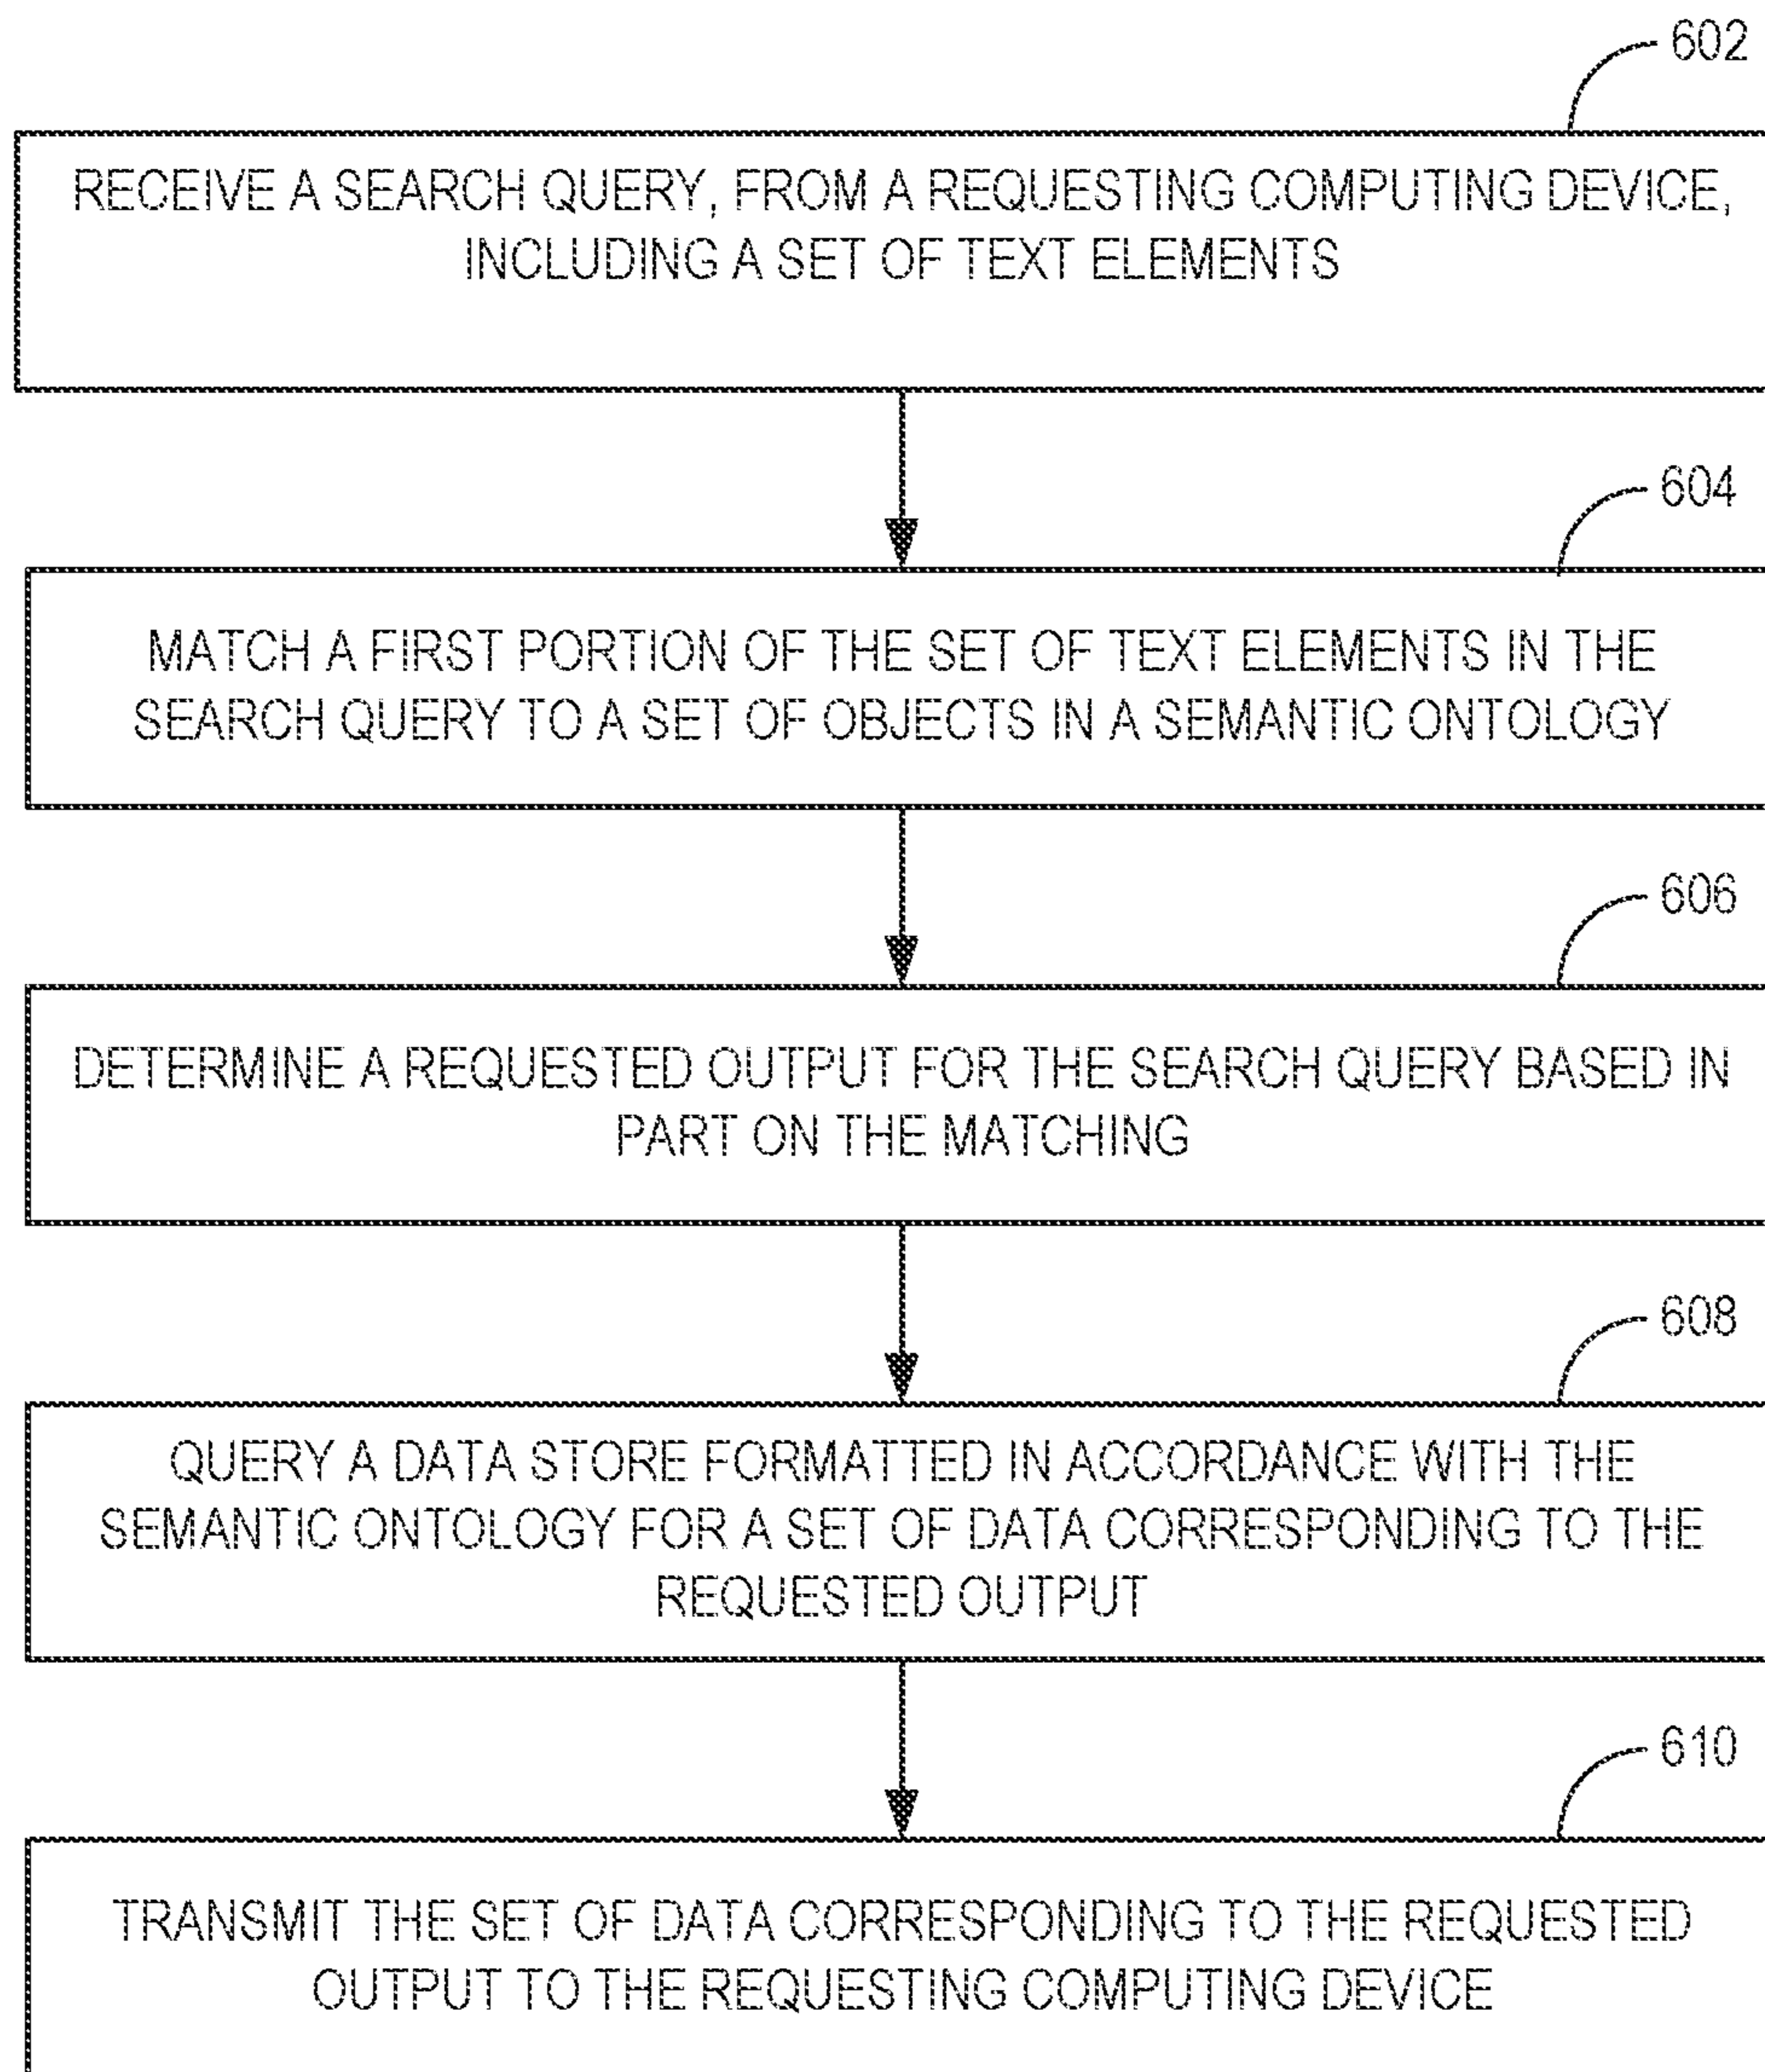 602
RECEIVE A SEARCH QUERY, FROM A REQUESTING COMPUTING DEVICE,
INCLUDING A SET OF TEXT ELEMENTS
604
MATCH A FIRST PORTION OF THE SET OF TEXT ELEMENTS IN THE
SEARCH QUERY TO A SET OF OBJECTS IN A SEMANTIC ONTOLOGY
606
DETERMINE A REQUESTED OUTPUT FOR THE SEARCH QUERY BASED IN
PART ON THE MATCHING
608
QUERY A DATA STORE FORMATTED IN ACCORDANCE WITH THE
SEMANTIC ONTOLOGY FOR A SET OF DATA CORRESPONDING TO THE
REQUESTED OUTPUT
610
TRANSMIT THE SET OF DATA CORRESPONDING TO THE REQUESTED
OUTPUT TO THE REQUESTING COMPUTING DEVICE